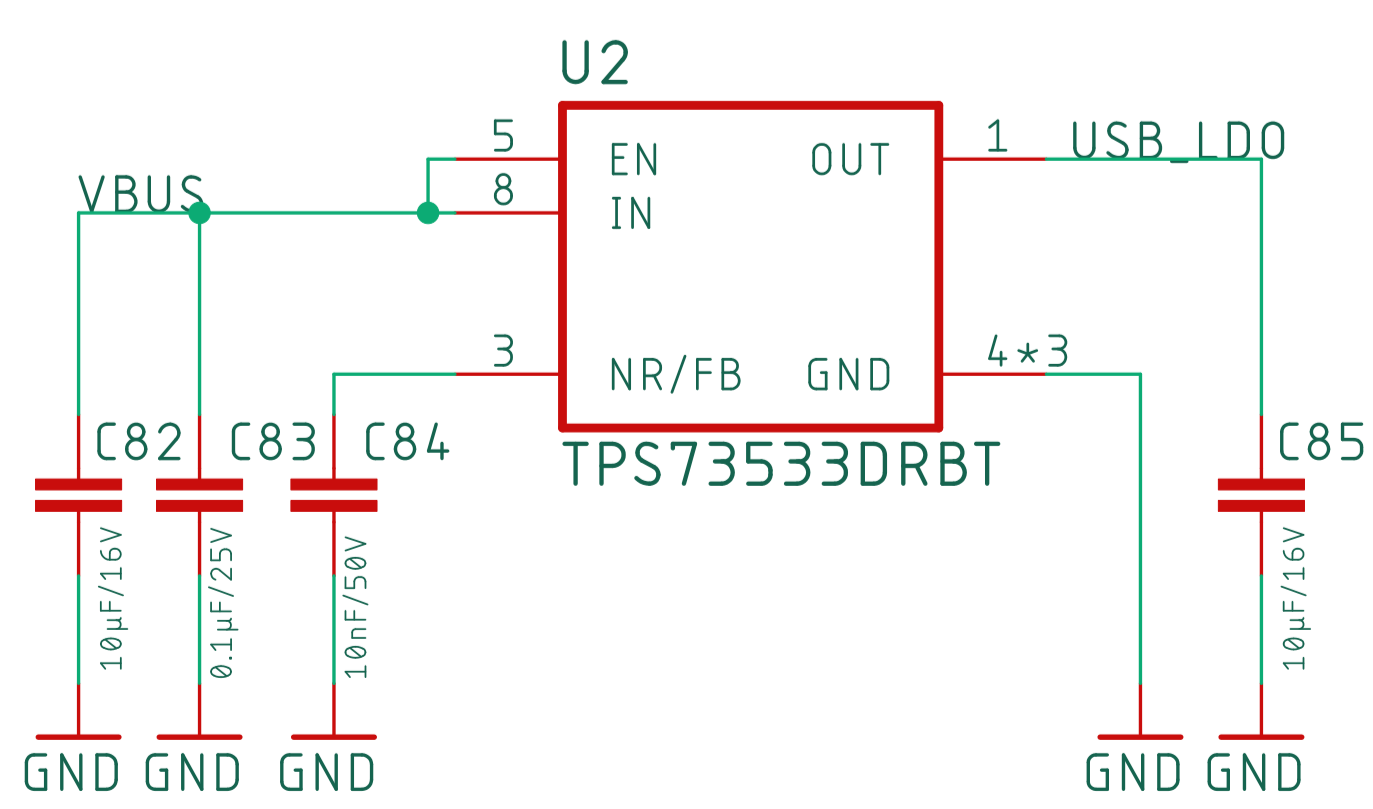 U2
5
EN
OUT
1
USB_LDO
VBUS
8
IN
3
NR/FB
GND
4*3
C82
C83
C84
TPS73533DRBT
C85
10µF/16V
0.1µF/25V
10nF/50V
10µF/16V
GND
GND
GND
GND
GND